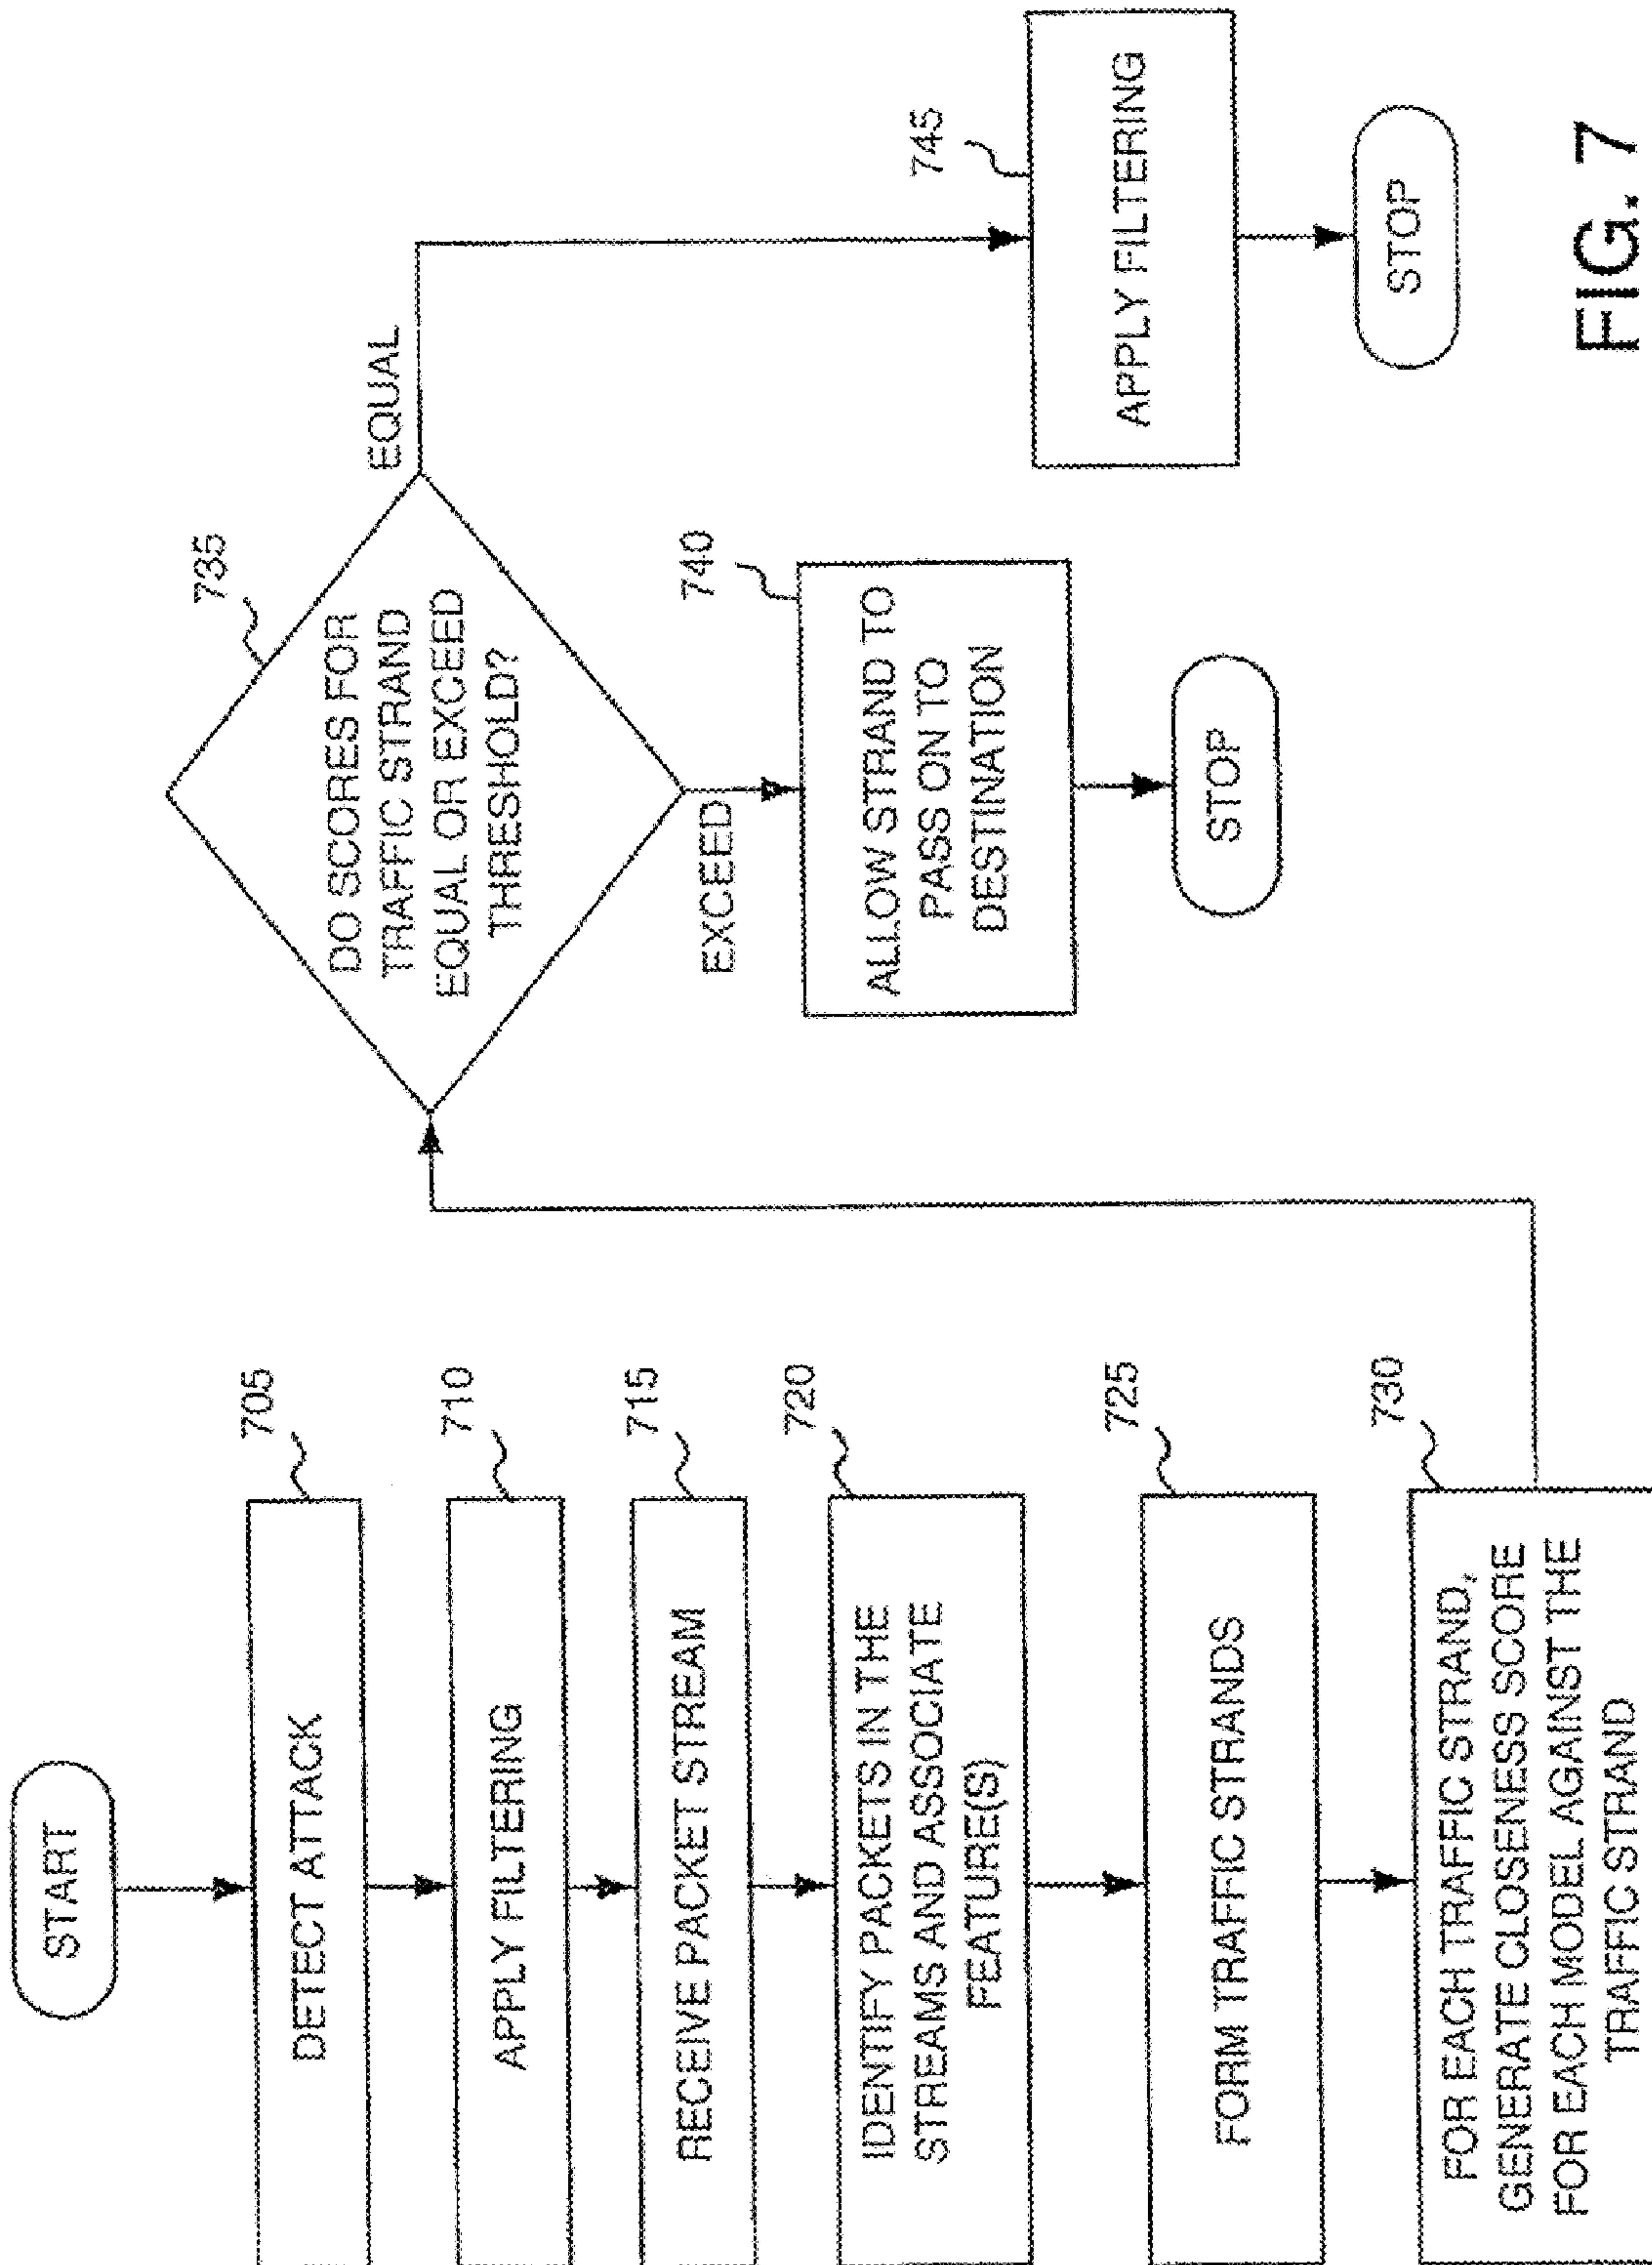 START
705
DETECT ATTACK
710
APPLY FILTERING
715
RECEIVE PACKET STREAM
720
IDENTIFY PACKETS IN THE
STREAMS AND ASSOCIATE
FEATURE(S)
725
FORM TRAFFIC STRANDS
730
FOR EACH TRAFFIC STRAND,
GENERATE CLOSENESS SCORE
FOR EACH MODEL AGAINST THE
TRAFFIC STRAND
735
DO SCORES FOR
TRAFFIC STRAND
EQUAL OR EXCEED
THRESHOLD?
EQUAL
EXCEED
740
ALLOW STRAND TO
PASS ON TO
DESTINATION
STOP
745
APPLY FILTERING
STOP
FIG. 7